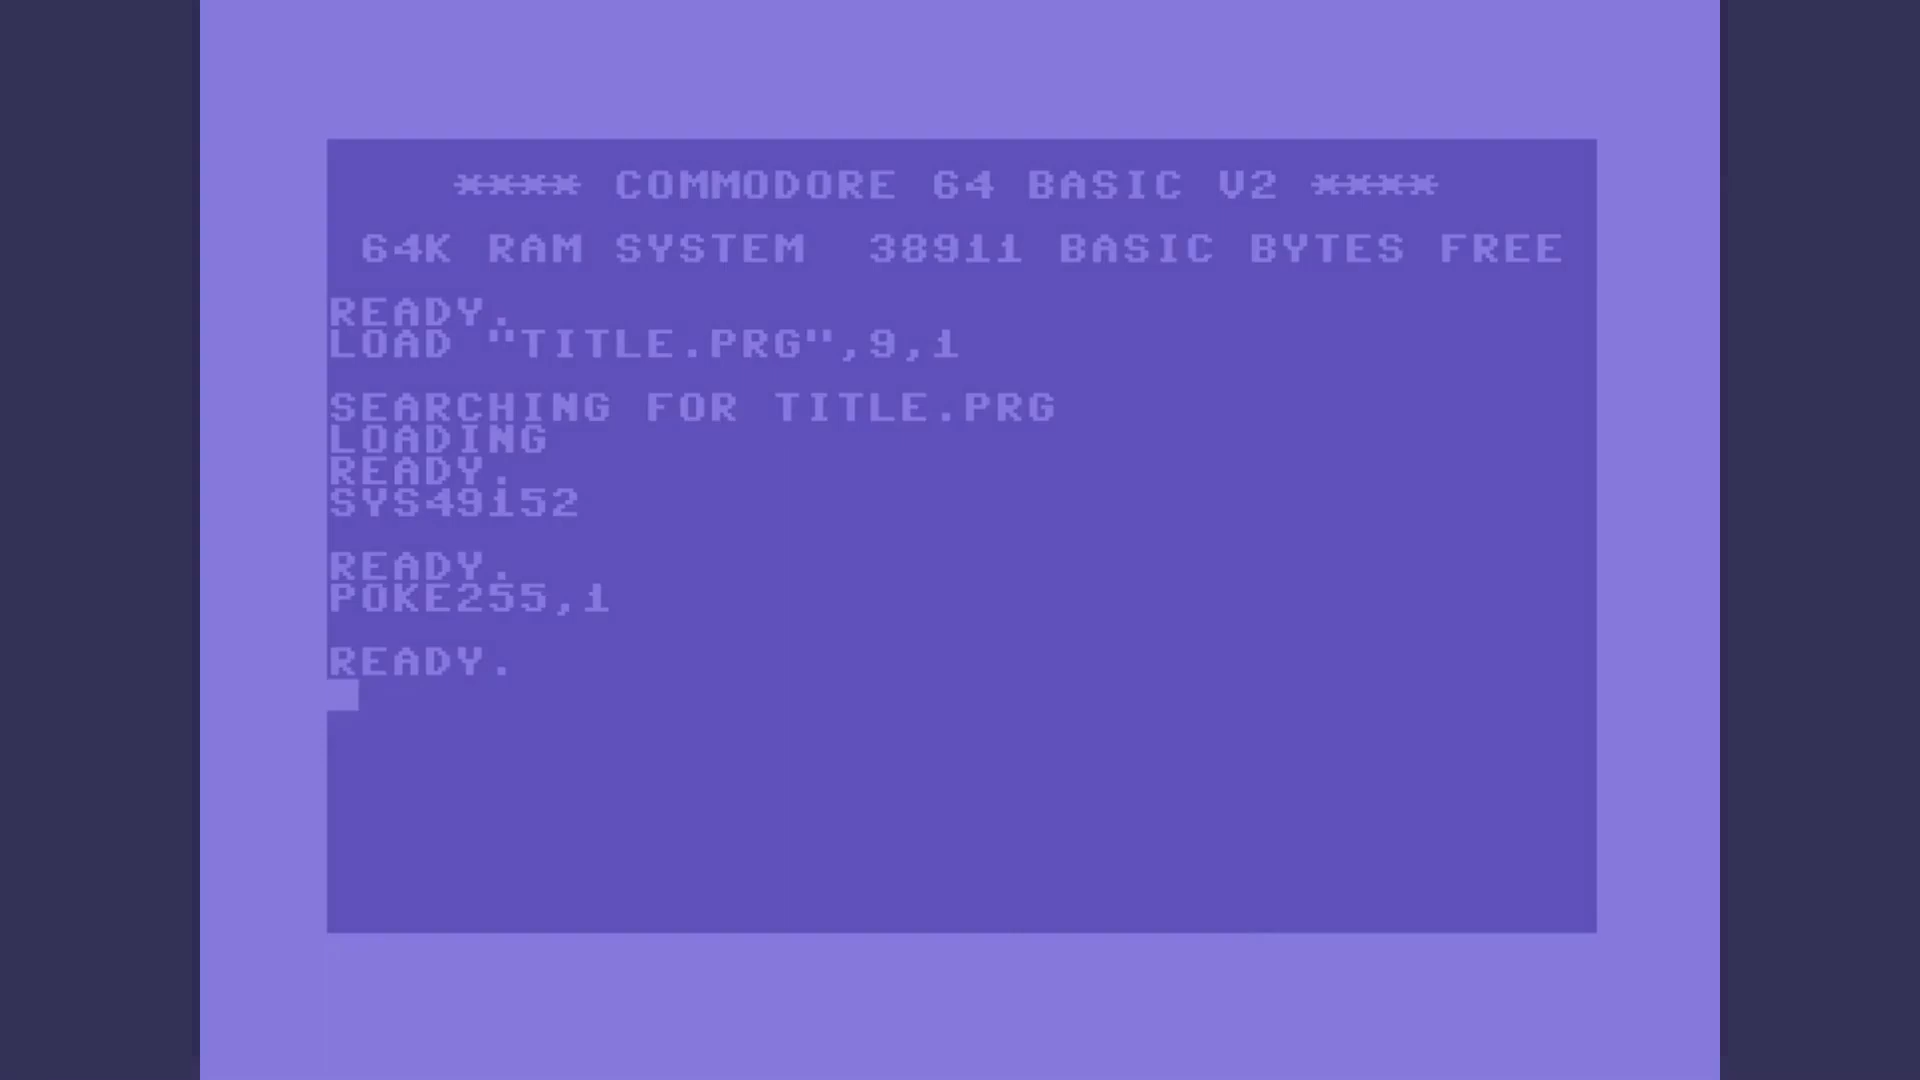 **** COMMODORE 64 BASIC V2 ****
64K RAM SYSTEM  38911 BASIC BYTES FREE
READY.
LOAD "TITLE.PRG",9,1
SEARCHING FOR TITLE.PRG
LOADING
READY.
SYS49152
READY.
POKE255,1
READY.